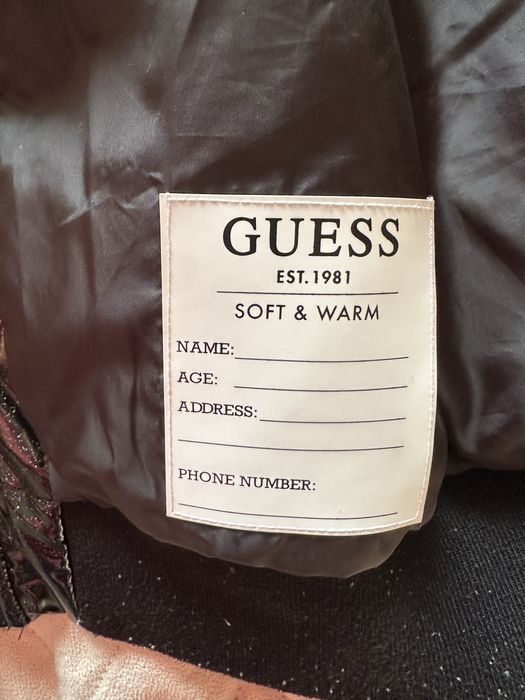 GUESS
EST. 1981
SOFT & WARM
NAME:
AGE:
ADDRESS:
PHONE NUMBER: